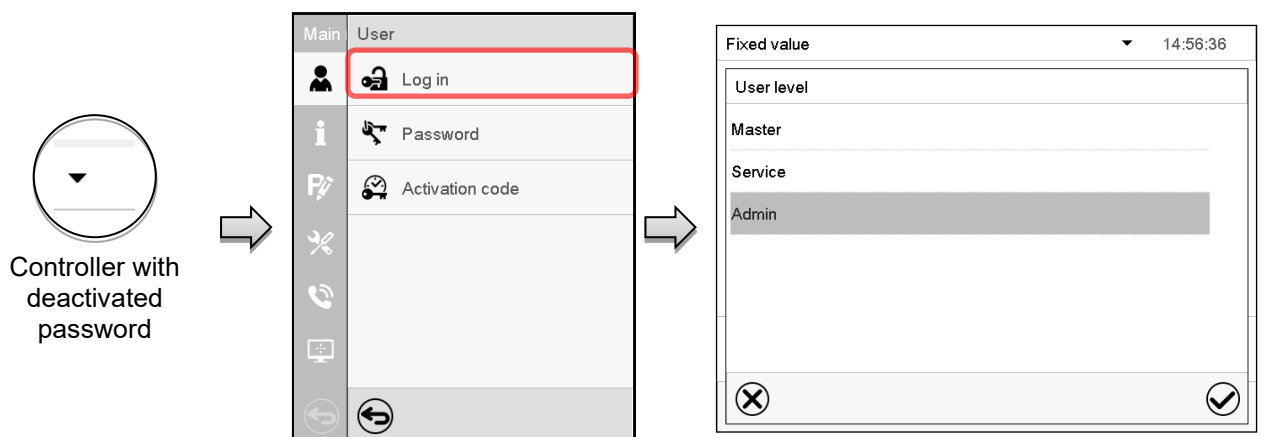 Controller with
deactivated
password
Main
User
Log in
Password
Activation code
Fixed value
14:56:36
User level
Master
Service
Admin